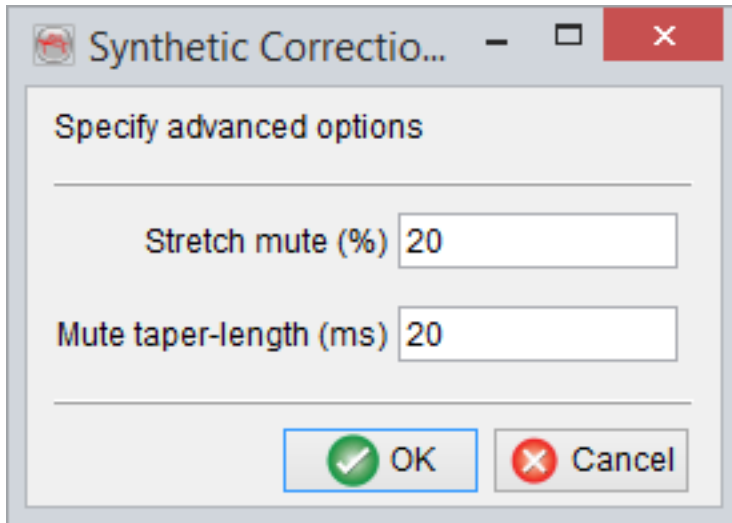 Synthetic Correctio...
Specify advanced options
Stretch mute (%) 20
Mute taper-length (ms) 20
OK Cancel